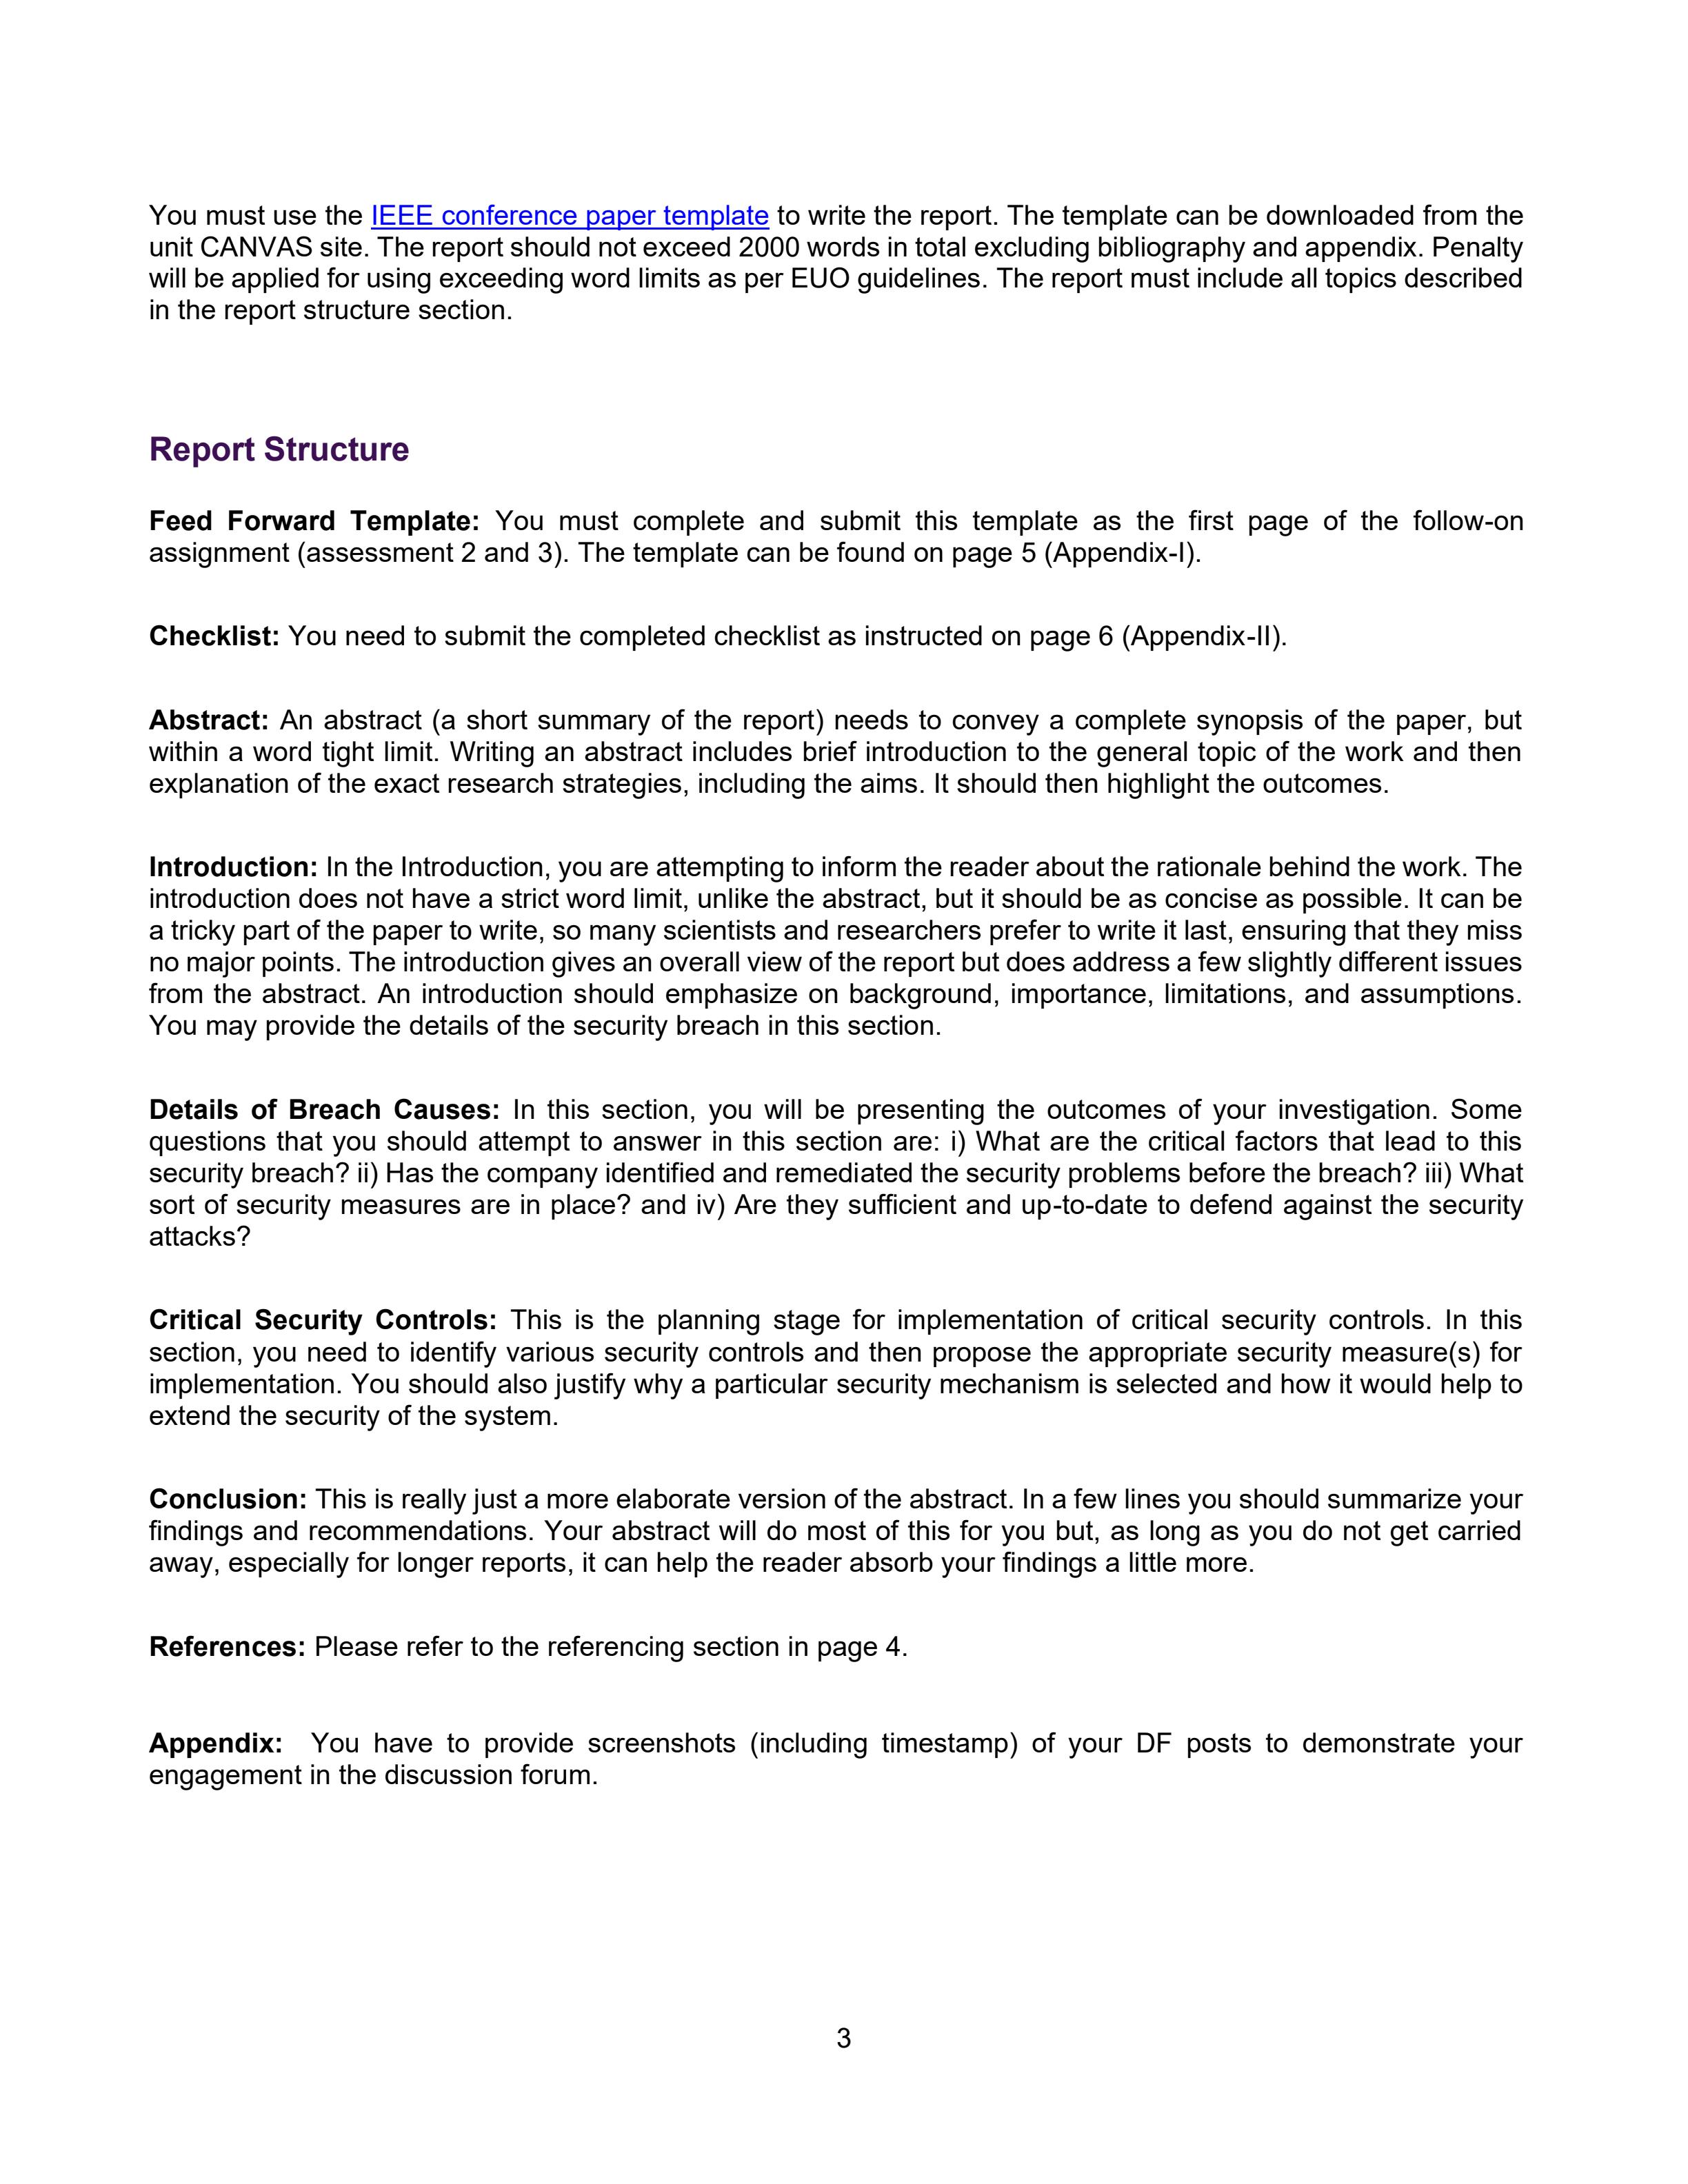 You must use the IEEE conference paper template to write the report. The template can be downloaded from the
unit CANVAS site. The report should not exceed 2000 words in total excluding bibliography and appendix. Penalty
will be applied for using exceeding word limits as per EUO guidelines. The report must include all topics described
in the report structure section.
Report Structure
Feed Forward Template: You must complete and submit this template as the first page of the follow-on
assignment (assessment 2 and 3). The template can be found on page 5 (Appendix-I).
Checklist: You need to submit the completed checklist as instructed on page 6 (Appendix-II).
Abstract: An abstract (a short summary of the report) needs to convey a complete synopsis of the paper, but
within a word tight limit. Writing an abstract includes brief introduction to the general topic of the work and then
explanation of the exact research strategies, including the aims. It should then highlight the outcomes.
Introduction: In the Introduction, you are attempting to inform the reader about the rationale behind the work. The
introduction does not have a strict word limit, unlike the abstract, but it should be as concise as possible. It can be
a tricky part of the paper to write, so many scientists and researchers prefer to write it last, ensuring that they miss
no major points. The introduction gives an overall view of the report but does address a few slightly different issues
from the abstract. An introduction should emphasize on background, importance, limitations, and assumptions.
You may provide the details of the security breach in this section.
Details of Breach Causes: In this section, you will be presenting the outcomes of your investigation. Some
questions that you should attempt to answer in this section are: i) What are the critical factors that lead to this
security breach? ii) Has the company identified and remediated the security problems before the breach? iii) What
sort of security measures are in place? and iv) Are they sufficient and up-to-date to defend against the security
attacks?
Critical Security Controls: This is the planning stage for implementation of critical security controls. In this
section, you need to identify various security controls and then propose the appropriate security measure(s) for
implementation. You should also justify why a particular security mechanism is selected and how it would help to
extend the security of the system.
Conclusion: This is really just a more elaborate version of the abstract. In a few lines you should summarize your
findings and recommendations. Your abstract will do most of this for you but, as long as you do not get carried
away, especially for longer reports, it can help the reader absorb your findings a little more.
References: Please refer to the referencing section in page 4.
Appendix: You have to provide screenshots (including timestamp) of your DF posts to demonstrate your
engagement in the discussion forum.
3